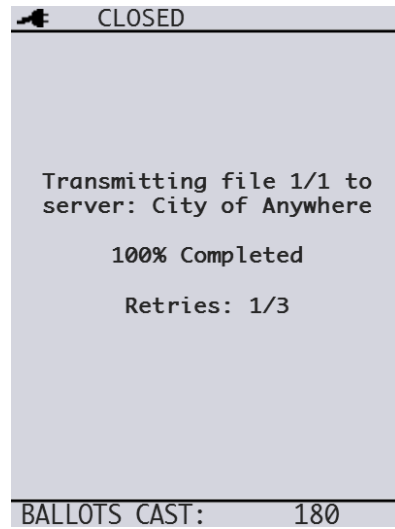 CLOSED
Transmitting file 1/1 to
server: City of Anywhere
100% Completed
Retries: 1/3
BALLOTS CAST: 180